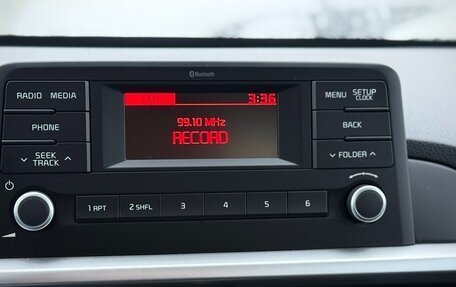 Bluetooth
RADIO MEDIA
3:36
MENU SETUP
CLOCK
99.10 MHz
RECORD
PHONE
BACK
SEEK
TRACK
FOLDER
1 RPT 2 SHFL 3 4 5 6